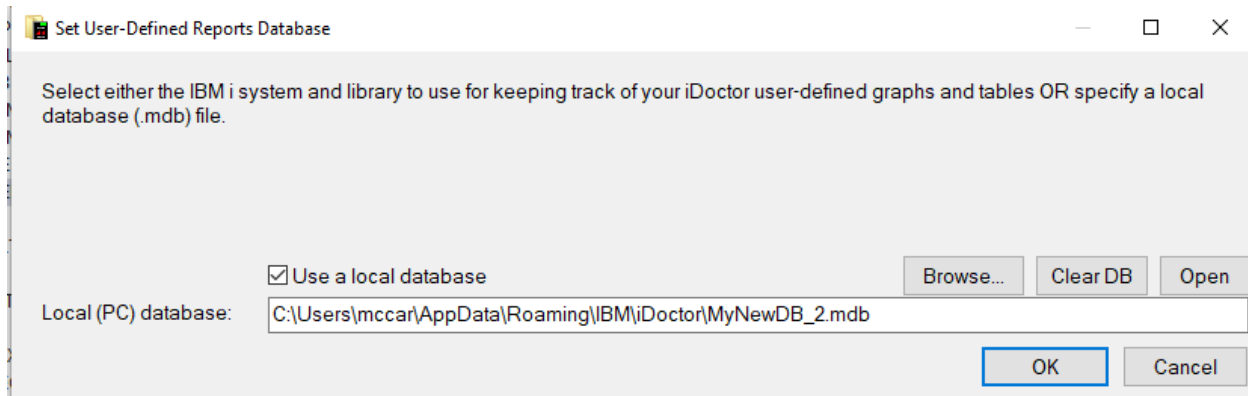 Set User-Defined Reports Database
Select either the IBM i system and library to use for keeping track of your iDoctor user-defined graphs and tables OR specify a local
database (.mdb) file.
Use a local database
Browse...
Clear DB
Open
Local (PC) database:
C:\Users\mccar\AppData\Roaming\IBM\iDoctor\MyNewDB_2.mdb
OK
Cancel